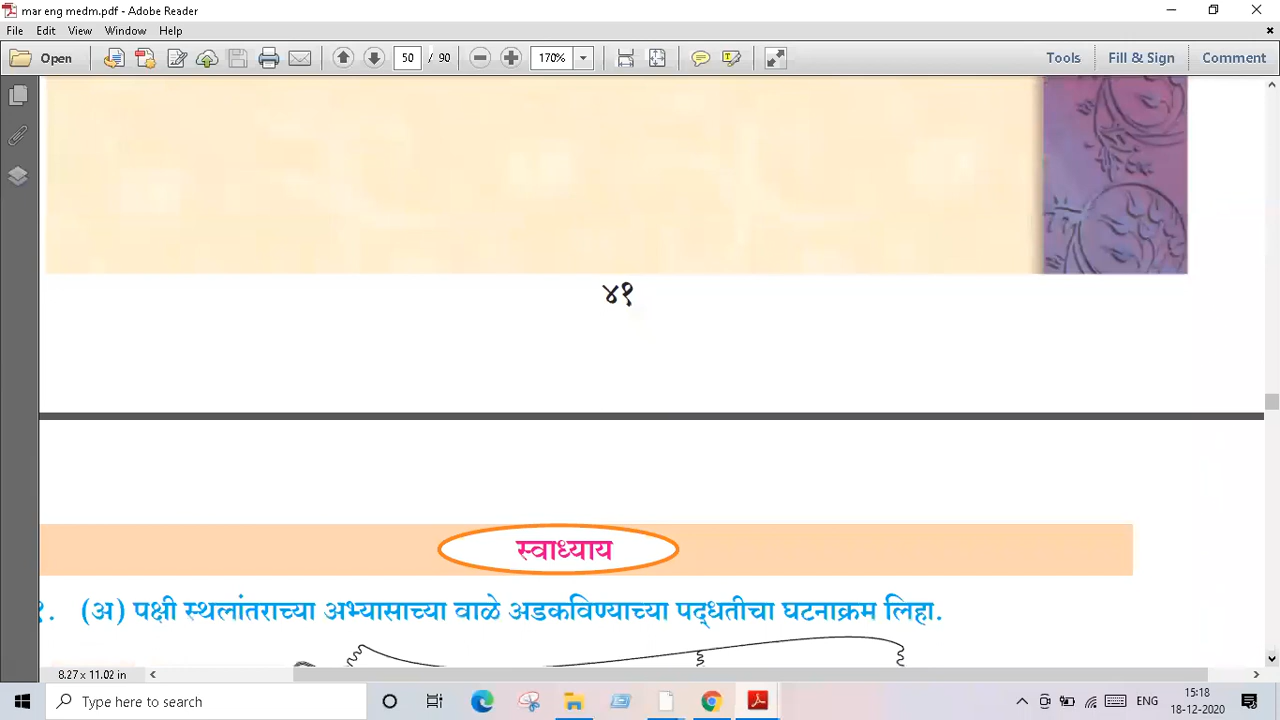 mar eng medm.pdf - Adobe Reader
File Edit View Window Help
Open 50 / 90 170% Tools Fill & Sign Comment
४१
स्वाध्याय
१. (अ) पक्षी स्थलांतराच्या अभ्यासाच्या वाळे अडकविण्याच्या पद्धतीचा घटनाक्रम लिहा.
8.27 x 11.02 in
Type here to search
ENG
15:18
18-12-2020